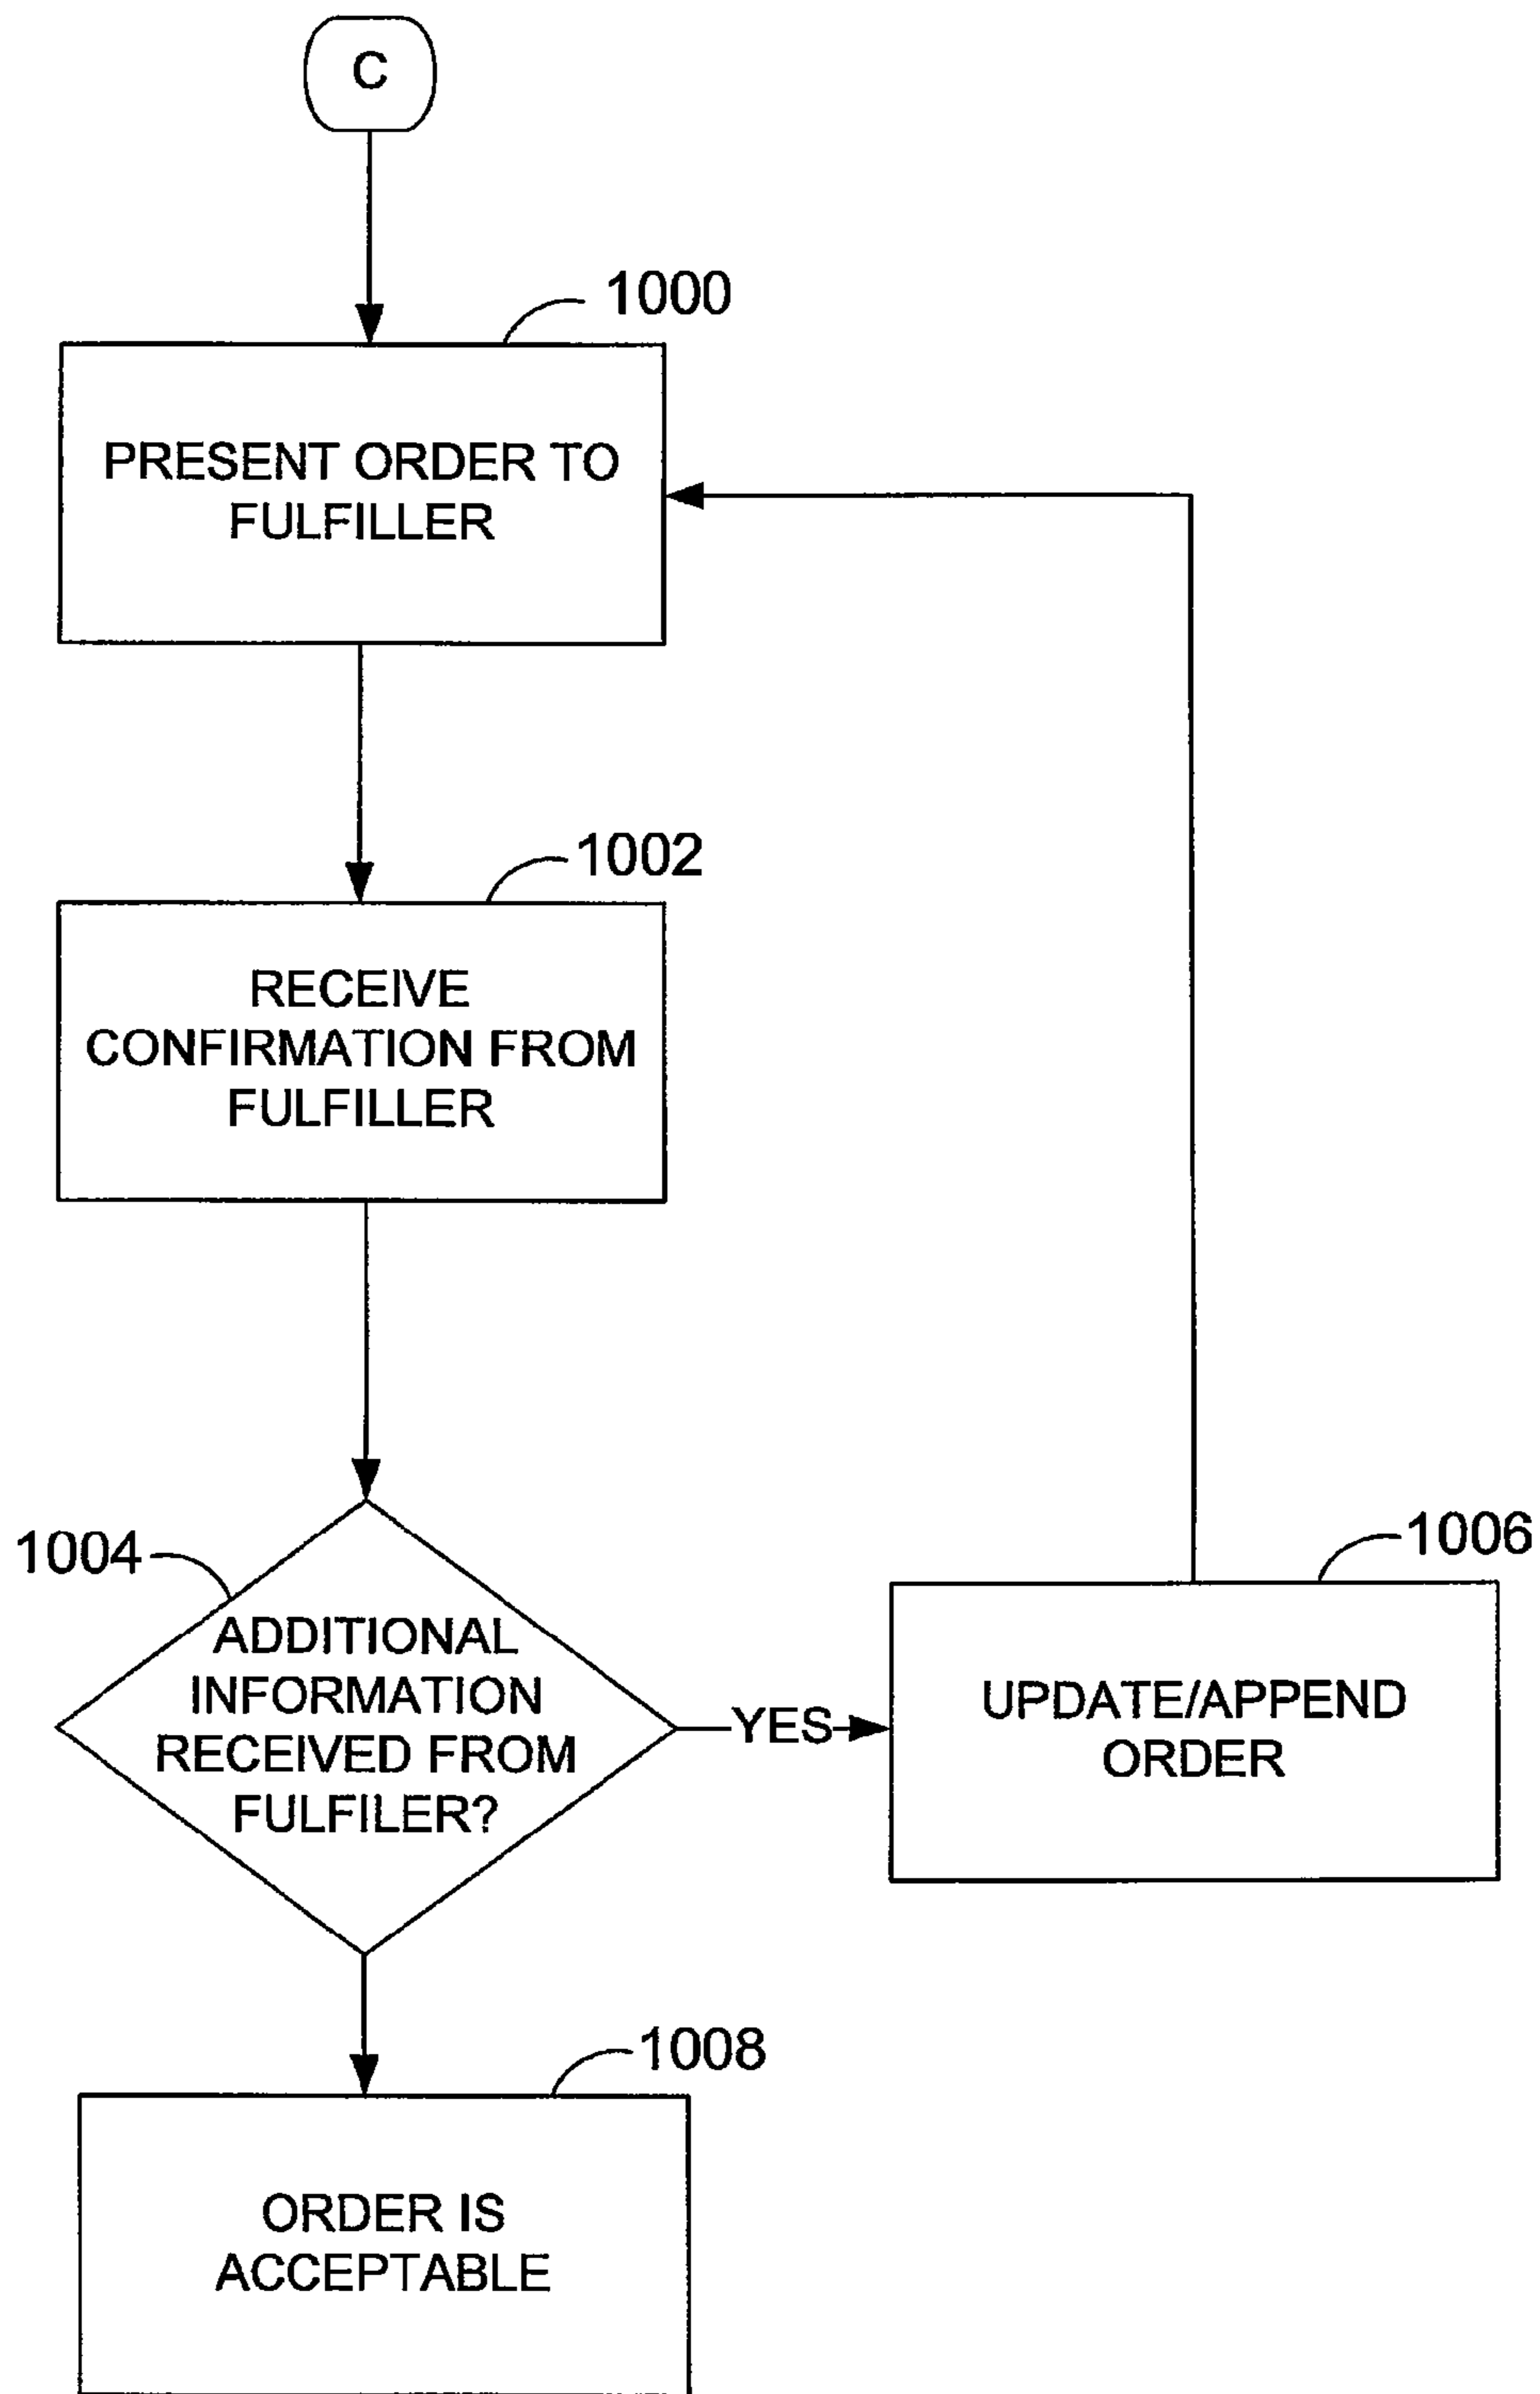 C
1000
PRESENT ORDER TO
FULFILLER
1002
RECEIVE
CONFIRMATION FROM
FULFILLER
1004
ADDITIONAL
INFORMATION
RECEIVED FROM
FULFILER?
YES
1006
UPDATE/APPEND
ORDER
1008
ORDER IS
ACCEPTABLE